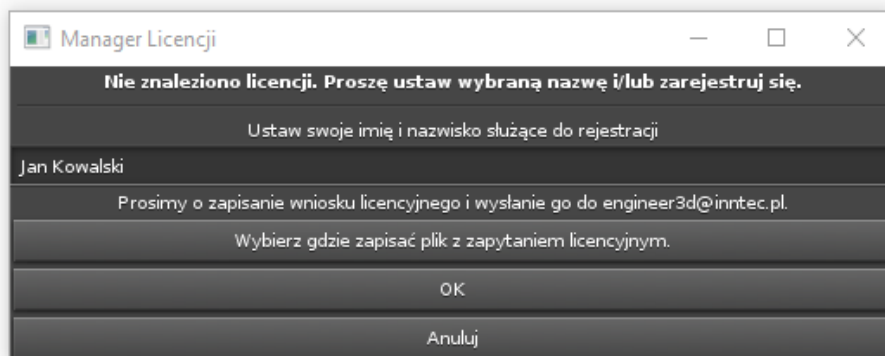 Manager Licencji
Nie znaleziono licencji. Proszę ustaw wybraną nazwę i/lub zarejestruj się.
Ustaw swoje imię i nazwisko służące do rejestracji
Jan Kowalski
Prosimy o zapisanie wniosku licencyjnego i wysłanie go do engineer3d@inntec.pl.
Wybierz gdzie zapisać plik z zapytaniem licencyjnym.
OK
Anuluj